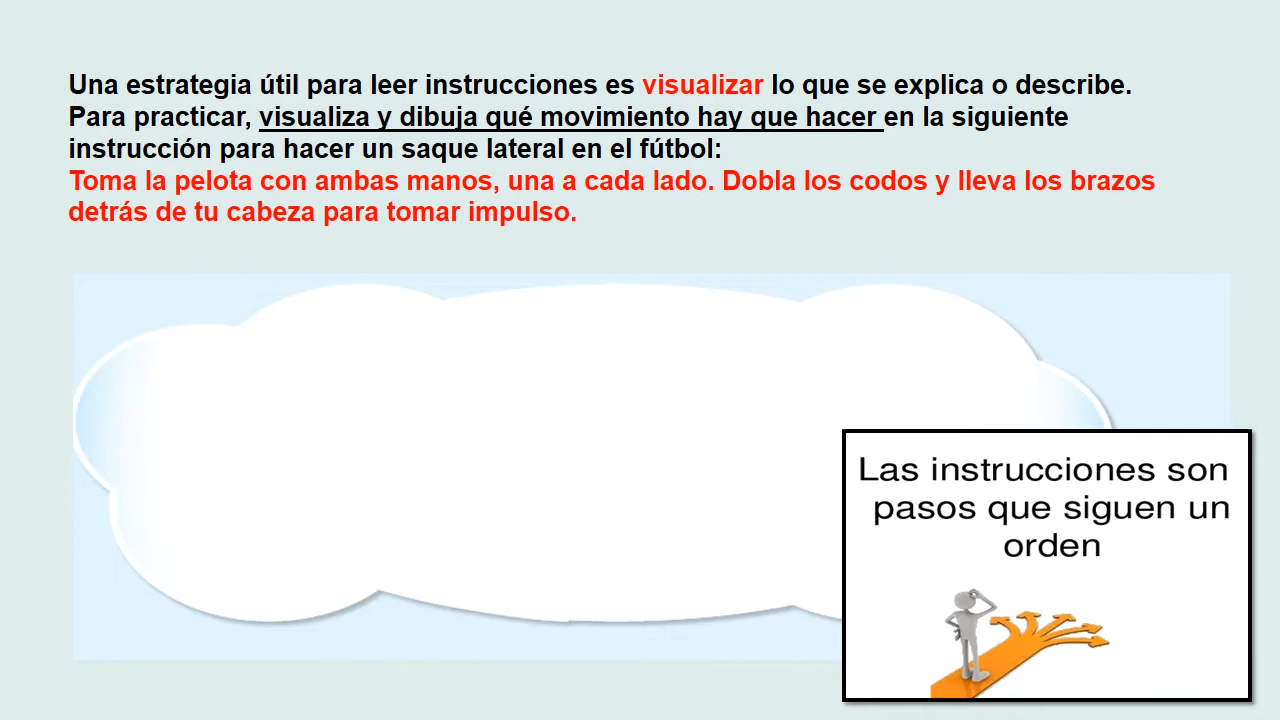 Una estrategia útil para leer instrucciones es visualizar lo que se explica o describe.
Para practicar, visualiza y dibuja qué movimiento hay que hacer en la siguiente
instrucción para hacer un saque lateral en el fútbol:
Toma la pelota con ambas manos, una a cada lado. Dobla los codos y lleva los brazos
detrás de tu cabeza para tomar impulso.
Las instrucciones son
pasos que siguen un
orden